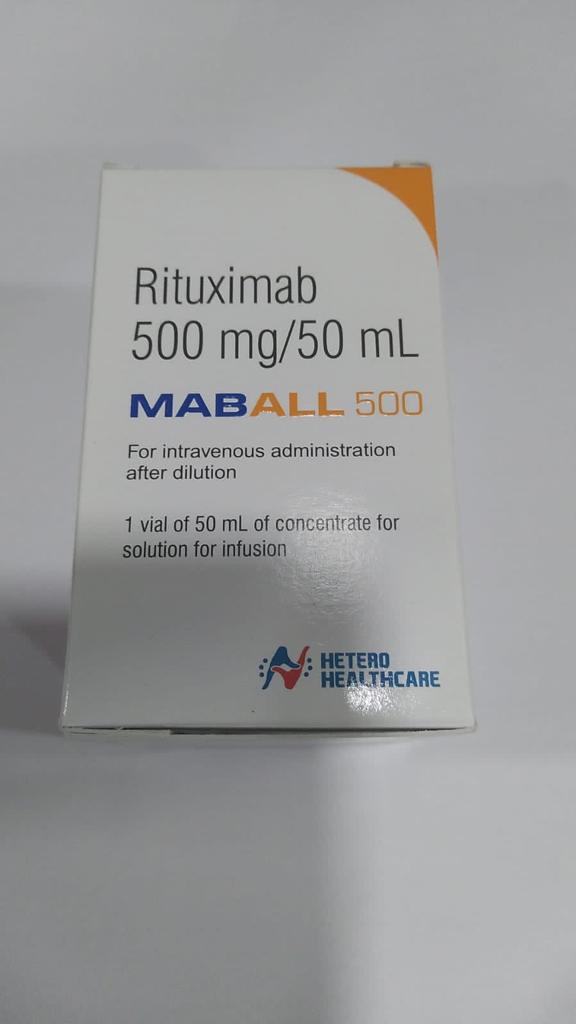 Rituximab
500 mg/50 mL
MABALL 500
For intravenous administration
after dilution
1 vial of 50 mL of concentrate for
solution for infusion
HETERO
HEALTHCARE